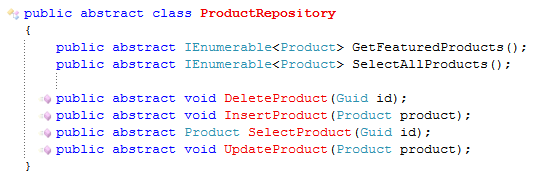 public abstract class ProductRepository
{
public abstract IEnumerable<Product> GetFeaturedProducts();
public abstract IEnumerable<Product> SelectAllProducts();
public abstract void DeleteProduct(Guid id);
public abstract void InsertProduct(Product product);
public abstract Product SelectProduct(Guid id);
public abstract void UpdateProduct(Product product);
}